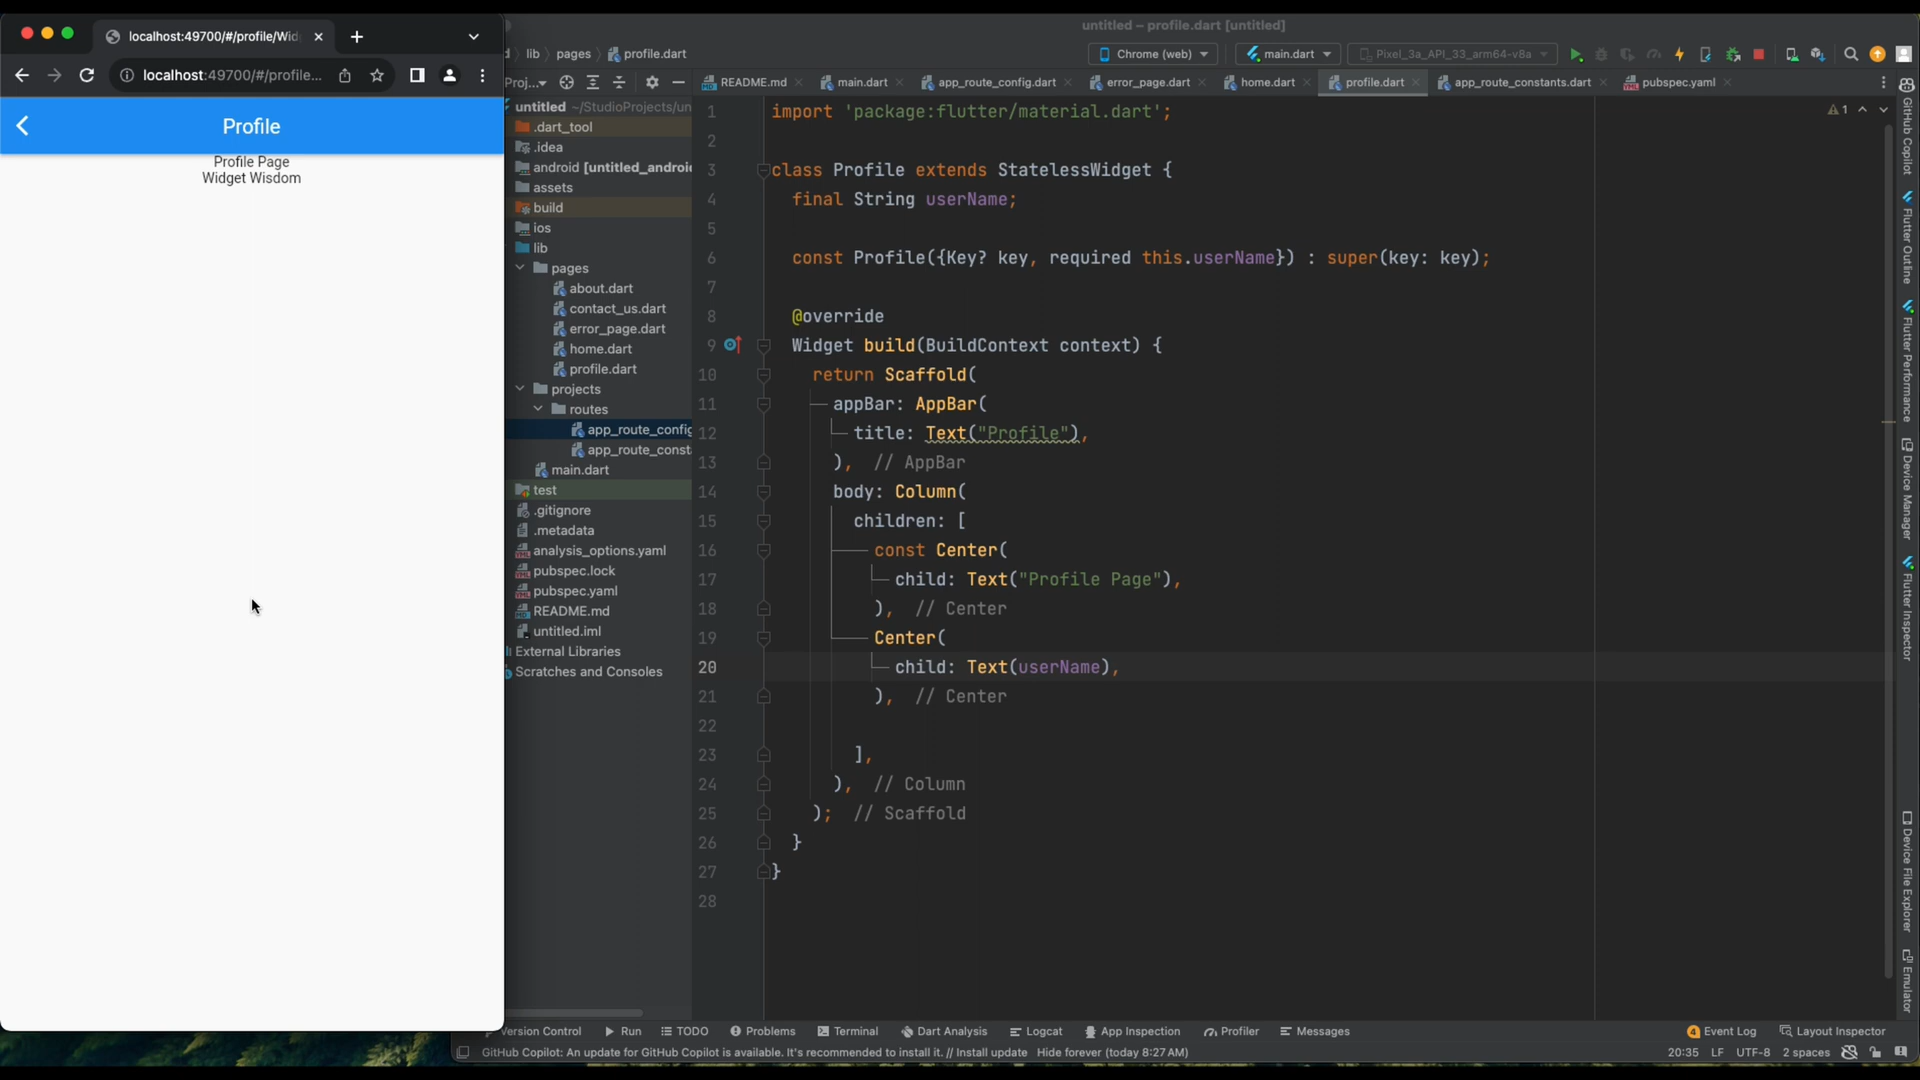 untitled – profile.dart [untitled]
localhost:49700/#/profile/Wid
lib pages profile.dart
Chrome (web) main.dart Pixel_3a_API_33_arm64-v8a
localhost:49700/#/profile...
Proj...
README.md main.dart app_route_config.dart error_page.dart home.dart profile.dart app_route_constants.dart pubspec.yaml
Profile
Profile Page
Widget Wisdom
untitled ~/StudioProjects/un
.dart_tool
.idea
android [untitled_androi
assets
build
ios
lib
pages
about.dart
contact_us.dart
error_page.dart
home.dart
profile.dart
projects
routes
app_route_config
app_route_const
main.dart
test
.gitignore
.metadata
analysis_options.yaml
pubspec.lock
pubspec.yaml
README.md
untitled.iml
External Libraries
Scratches and Consoles
1 import 'package:flutter/material.dart';
2
3 class Profile extends StatelessWidget {
4 final String userName;
5
6 const Profile({Key? key, required this.userName}) : super(key: key);
7
8 @override
9 Widget build(BuildContext context) {
10 return Scaffold(
11 appBar: AppBar(
12 title: Text("Profile"),
13 ), // AppBar
14 body: Column(
15 children: [
16 const Center(
17 child: Text("Profile Page"),
18 ), // Center
19 Center(
20 child: Text(userName),
21 ), // Center
22
23 ],
24 ), // Column
25 ); // Scaffold
26 }
27 }
28
1
GitHub Copilot
Flutter Outline
Flutter Performance
Device Manager
Flutter Inspector
Device File Explorer
Emulator
Version Control Run TODO Problems Terminal Dart Analysis Logcat App Inspection Profiler Messages 4 Event Log Layout Inspector
GitHub Copilot: An update for GitHub Copilot is available. It's recommended to install it. // Install update Hide forever (today 8:27 AM) 20:35 LF UTF-8 2 spaces